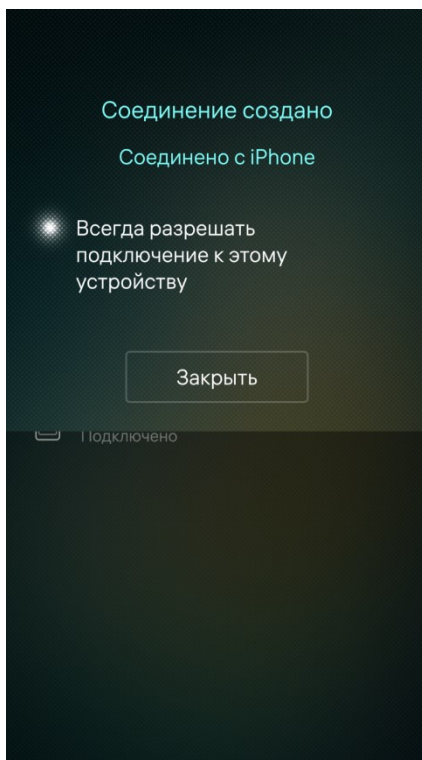 Соединение создано
Соединено с iPhone
Всегда разрешать
подключение к этому
устройству
Закрыть
Подключено